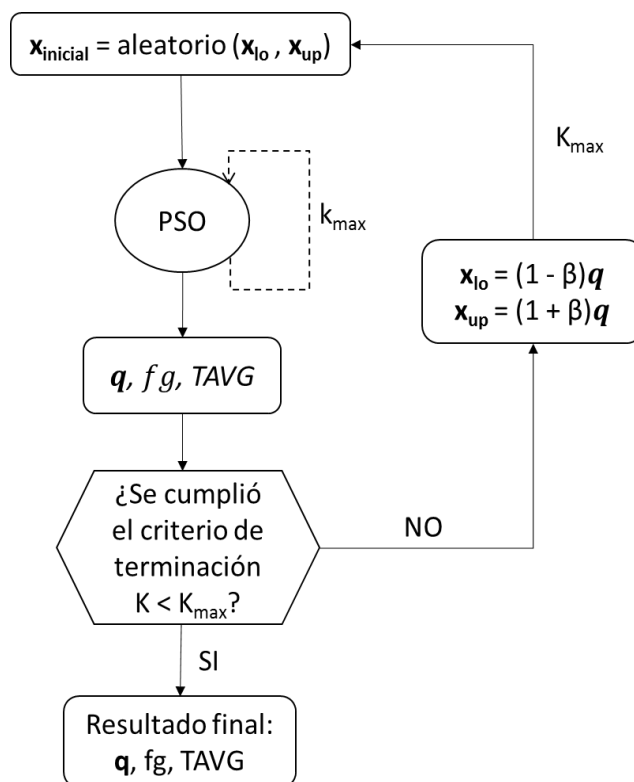 x_inicial = aleatorio (x_lo , x_up)
K_max
PSO
k_max
x_lo = (1 - β)q
x_up = (1 + β)q
q, fg, TAVG
¿Se cumplió
el criterio de
terminación
K < K_max?
NO
SI
Resultado final:
q, fg, TAVG